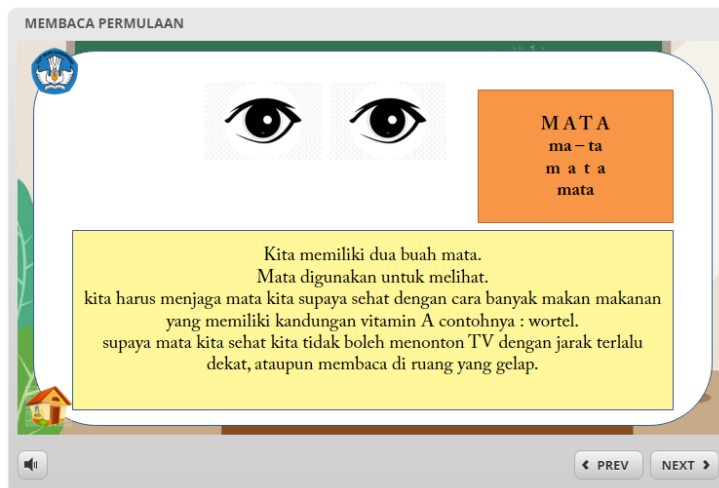 MEMBACA PERMULAAN
M A T A
ma – ta
m a t a
mata
Kita memiliki dua buah mata.
Mata digunakan untuk melihat.
kita harus menjaga mata kita supaya sehat dengan cara banyak makan makanan
yang memiliki kandungan vitamin A contohnya : wortel.
supaya mata kita sehat kita tidak boleh menonton TV dengan jarak terlalu
dekat, ataupun membaca di ruang yang gelap.
PREV
NEXT